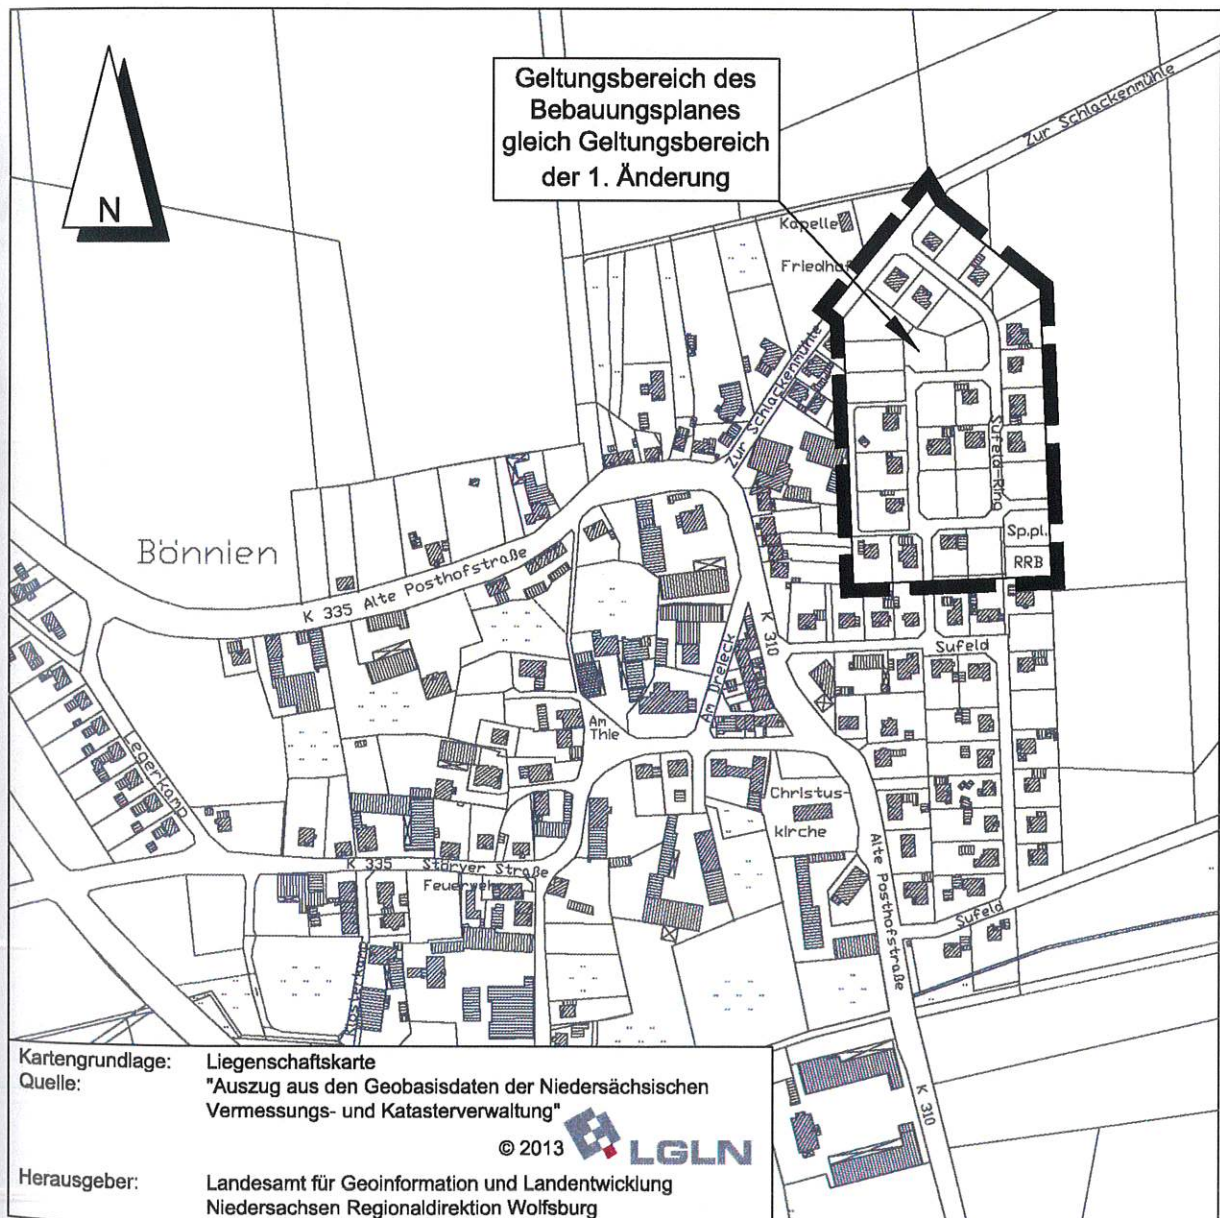 Geltungsbereich des
Bebauungsplanes
gleich Geltungsbereich
der 1. Änderung
N
Zur Schlackenmühle
Kapelle
Friedhof
Zur Schlackenmühle
Sufeld-Ring
Sp.pl.
RRB
Bönnien
K 335 Alte Posthofstraße
K 310
Am Dreieck
Sufeld
Am
Thie
Legerkamp
Christus-
kirche
K 335 Störyer Straße
Feuerwehr
Alte Posthofstraße
Sufeld
Klosterkamp
K 310
Kartengrundlage: Liegenschaftskarte
Quelle: "Auszug aus den Geobasisdaten der Niedersächsischen
Vermessungs- und Katasterverwaltung"
© 2013 LGLN
Herausgeber: Landesamt für Geoinformation und Landentwicklung
Niedersachsen Regionaldirektion Wolfsburg